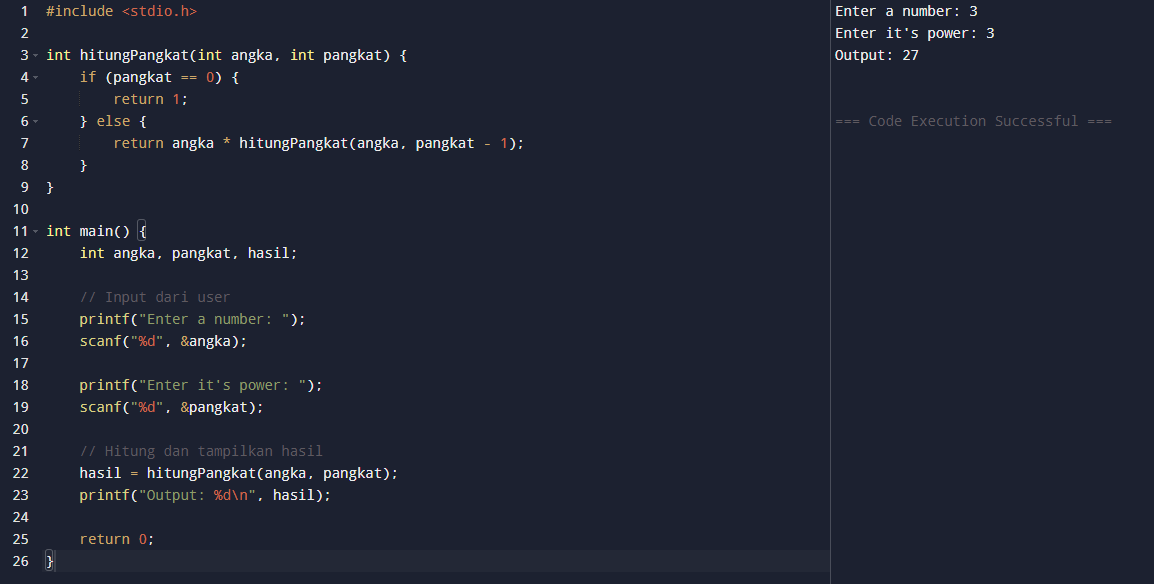 1 #include <stdio.h>
2
3 int hitungPangkat(int angka, int pangkat) {
4     if (pangkat == 0) {
5         return 1;
6     } else {
7         return angka * hitungPangkat(angka, pangkat - 1);
8     }
9 }
10
11 int main() {
12     int angka, pangkat, hasil;
13
14     // Input dari user
15     printf("Enter a number: ");
16     scanf("%d", &angka);
17
18     printf("Enter it's power: ");
19     scanf("%d", &pangkat);
20
21     // Hitung dan tampilkan hasil
22     hasil = hitungPangkat(angka, pangkat);
23     printf("Output: %d\n", hasil);
24
25     return 0;
26 }
Enter a number: 3
Enter it's power: 3
Output: 27
=== Code Execution Successful ===